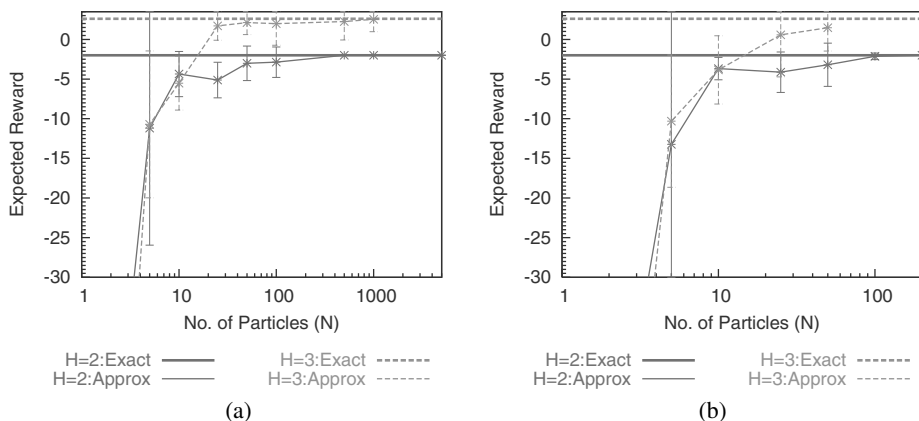 Expected Reward
0
-5
-10
-15
-20
-25
-30
1 10 100 1000
No. of Particles (N)
H=2:Exact H=3:Exact
H=2:Approx H=3:Approx
(a)
Expected Reward
0
-5
-10
-15
-20
-25
-30
1 10 100
No. of Particles (N)
H=2:Exact H=3:Exact
H=2:Approx H=3:Approx
(b)